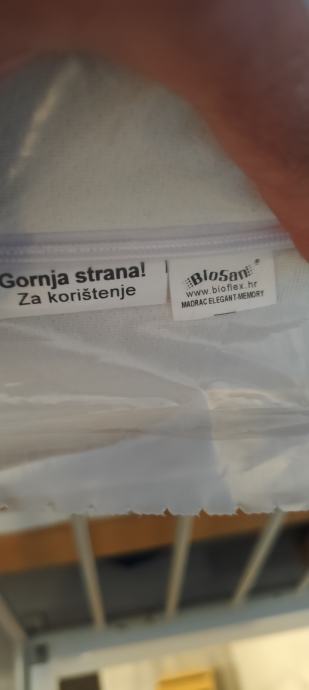 Gornja strana!
Za korištenje
BioSan®
www.bioflex.hr
MADRAC ELEGANT-MEMORY